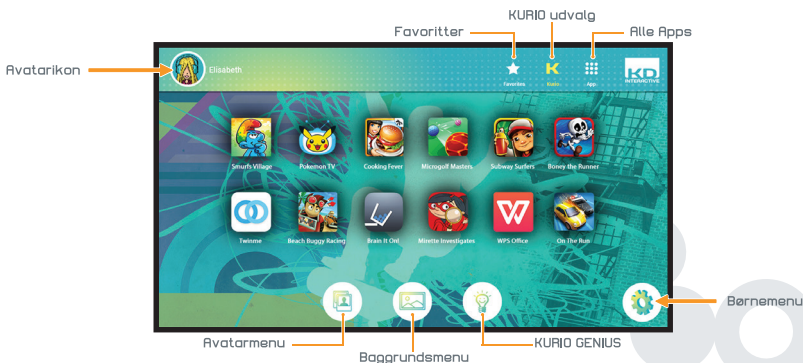 KURIO udvalg
Favoritter
Alle Apps
Avatarikon
Elisabeth
Favorites
Kurio
App
KD
INTERACTIVE
Smurfs Village
Pokemon TV
Cooking Fever
Microgolf Masters
Subway Surfers
Boney the Runner
Twinme
Beach Buggy Racing
Brain It On!
Mirette Investigates
WPS Office
On The Run
Børnemenu
Avatarmenu
KURIO GENIUS
Baggrundsmenu